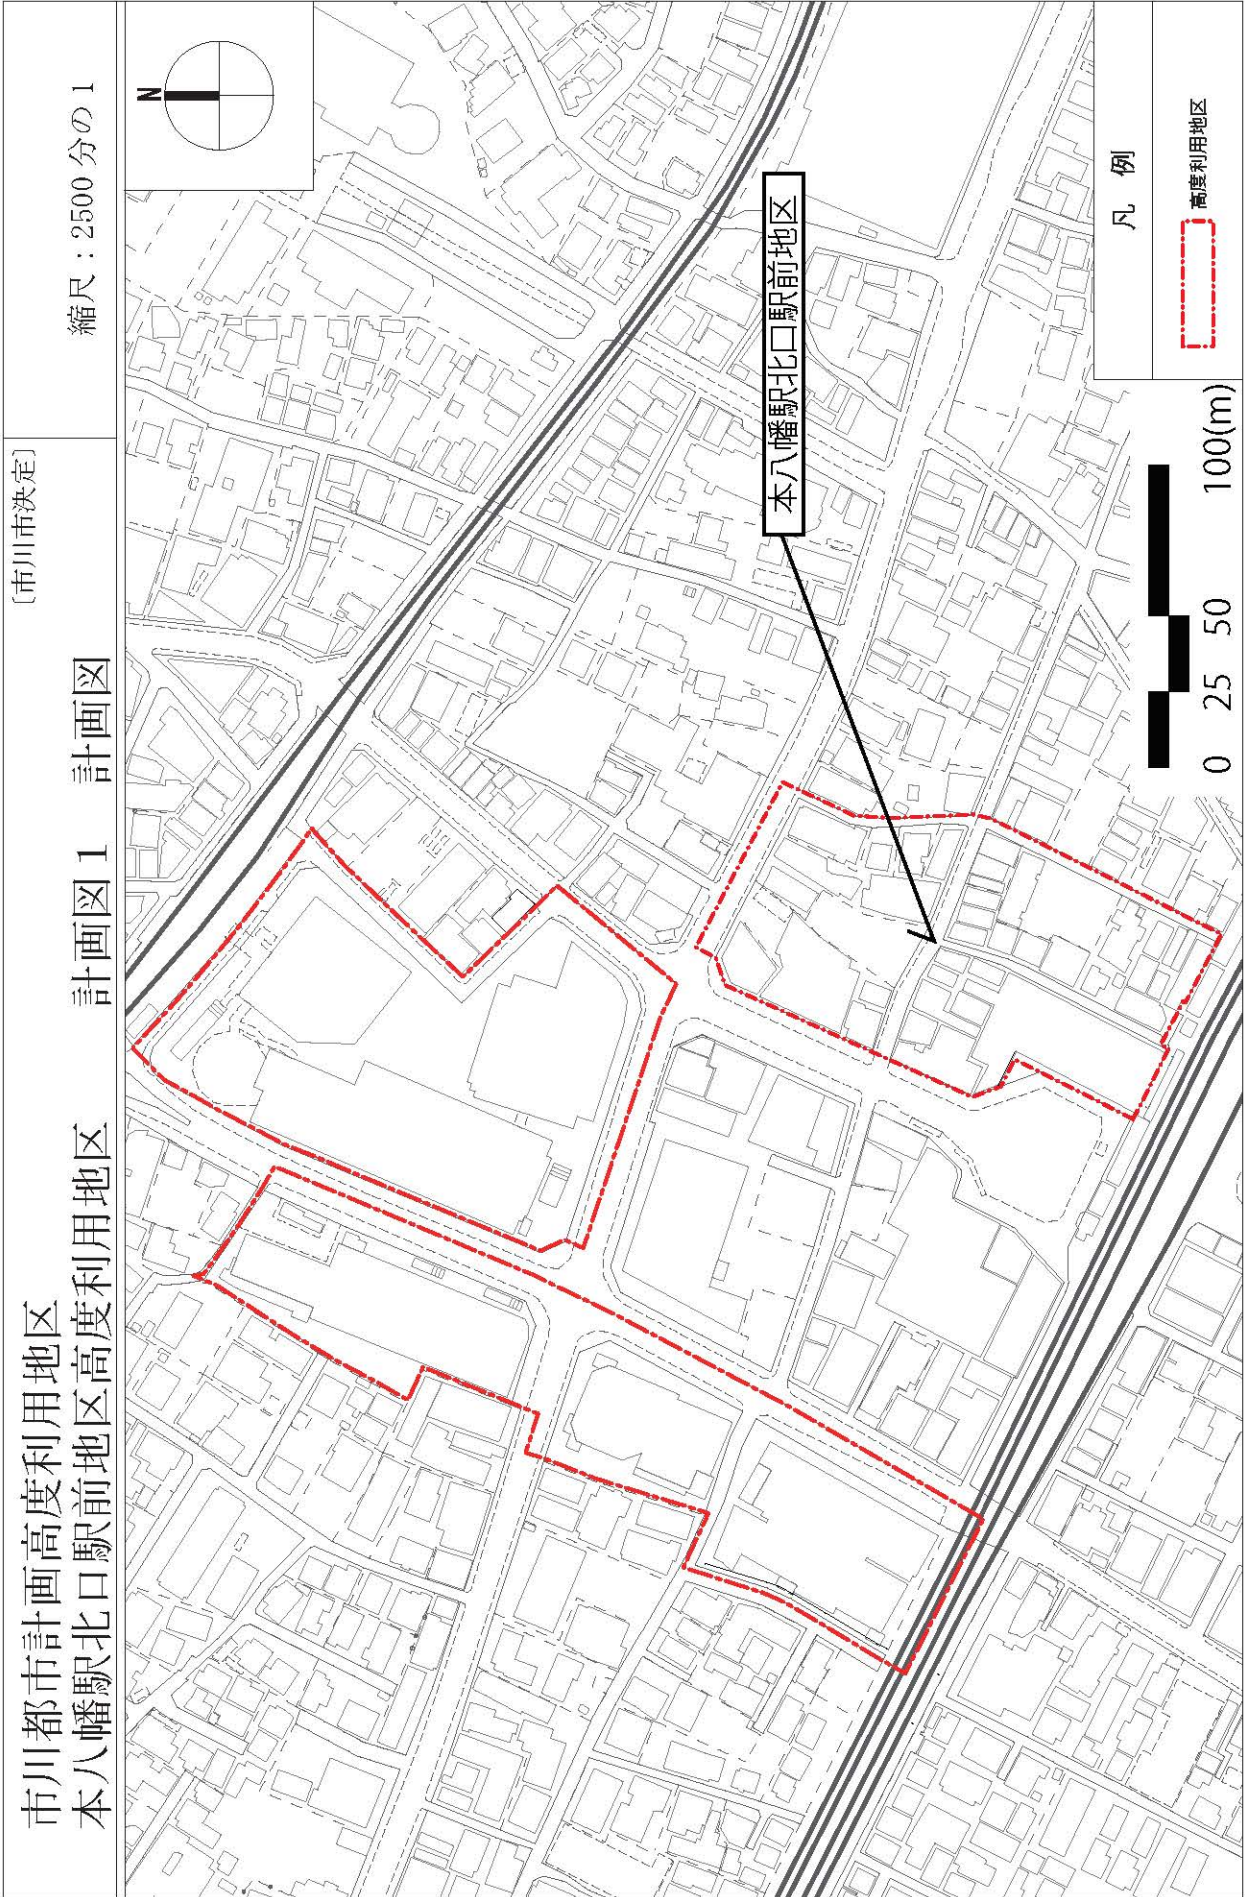 市川都市計画高度利用地区
本八幡駅北口駅前地区高度利用地区
計画図1
計画図
〔市川市決定〕
縮尺：2500分の1
N
本八幡駅北口駅前地区
凡例
高度利用地区
0 25 50 100(m)